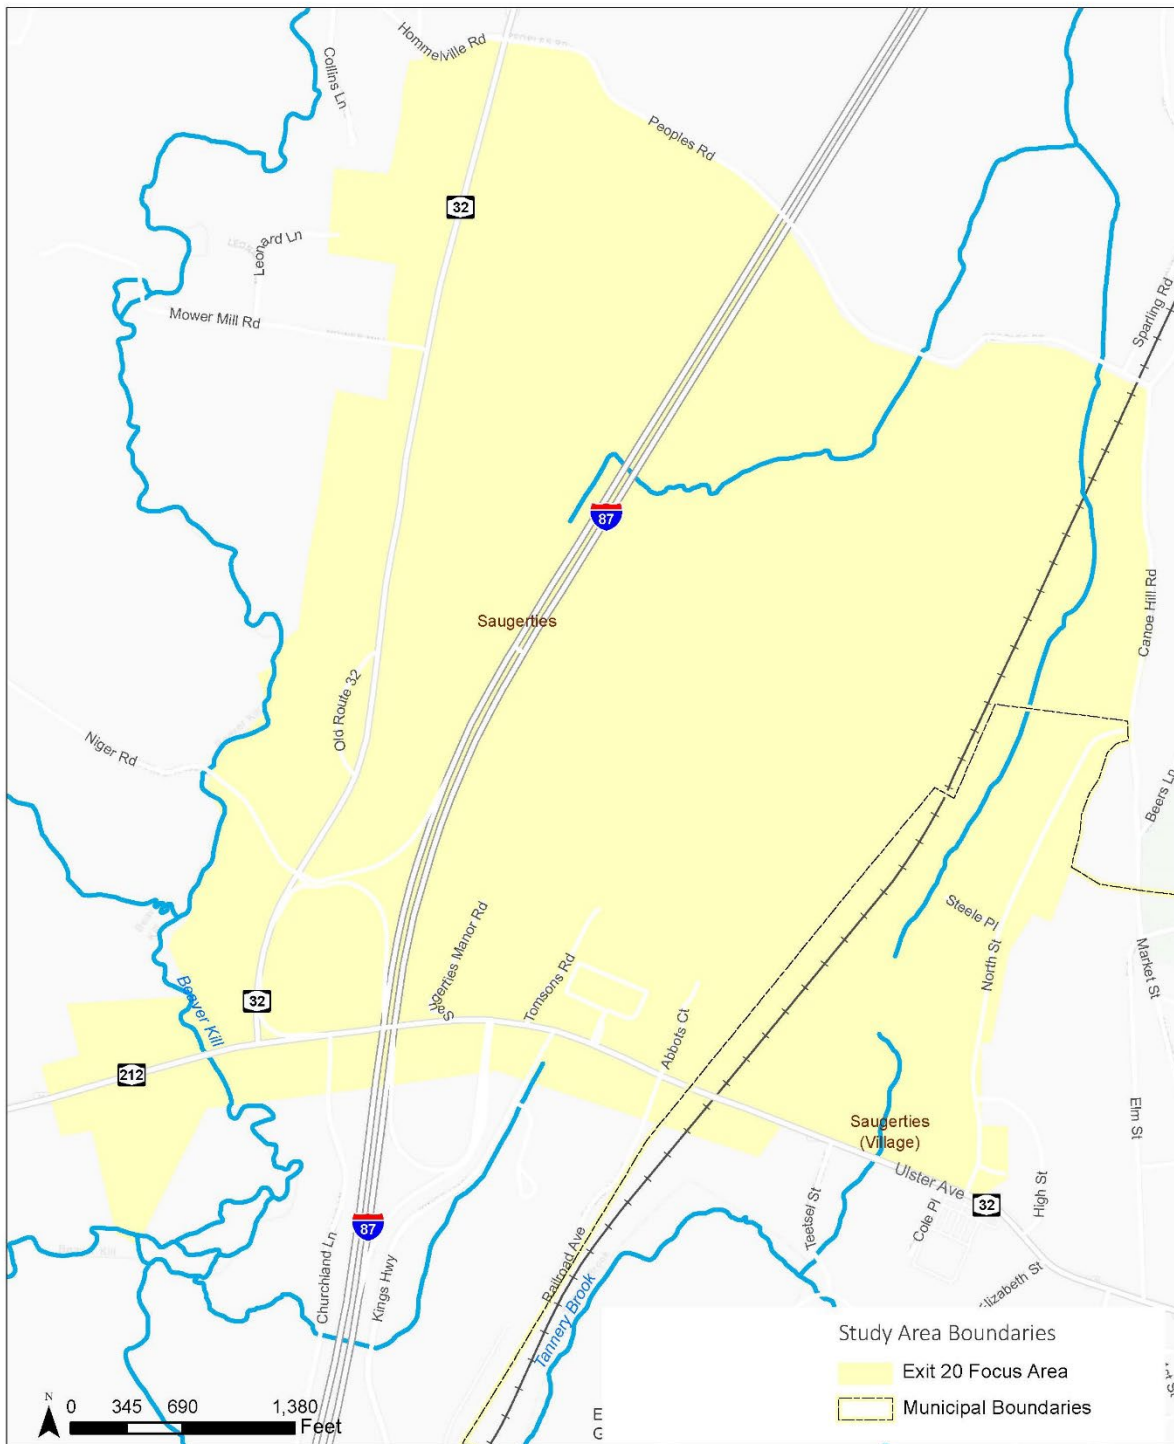 Hommelville Rd
Collins Ln
Peoples Rd
32
Leonard Ln
Mower Mill Rd
Sparling Rd
87
Saugerties
Canoe Hill Rd
Old Route 32
Niger Rd
Beers Ln
Steele Pl
North St
Market St
Saugerties Manor Rd
Tomsons Rd
Beaver Kill
32
Abbots Ct
212
Elm St
Saugerties
(Village)
Ulster Ave
High St
Teetsel St
Cole Pl
32
87
Churchland Ln
Kings Hwy
Railroad Ave
Tannery Brook
Elizabeth St
Study Area Boundaries
Exit 20 Focus Area
Municipal Boundaries
N
0 345 690 1,380
Feet
E
G